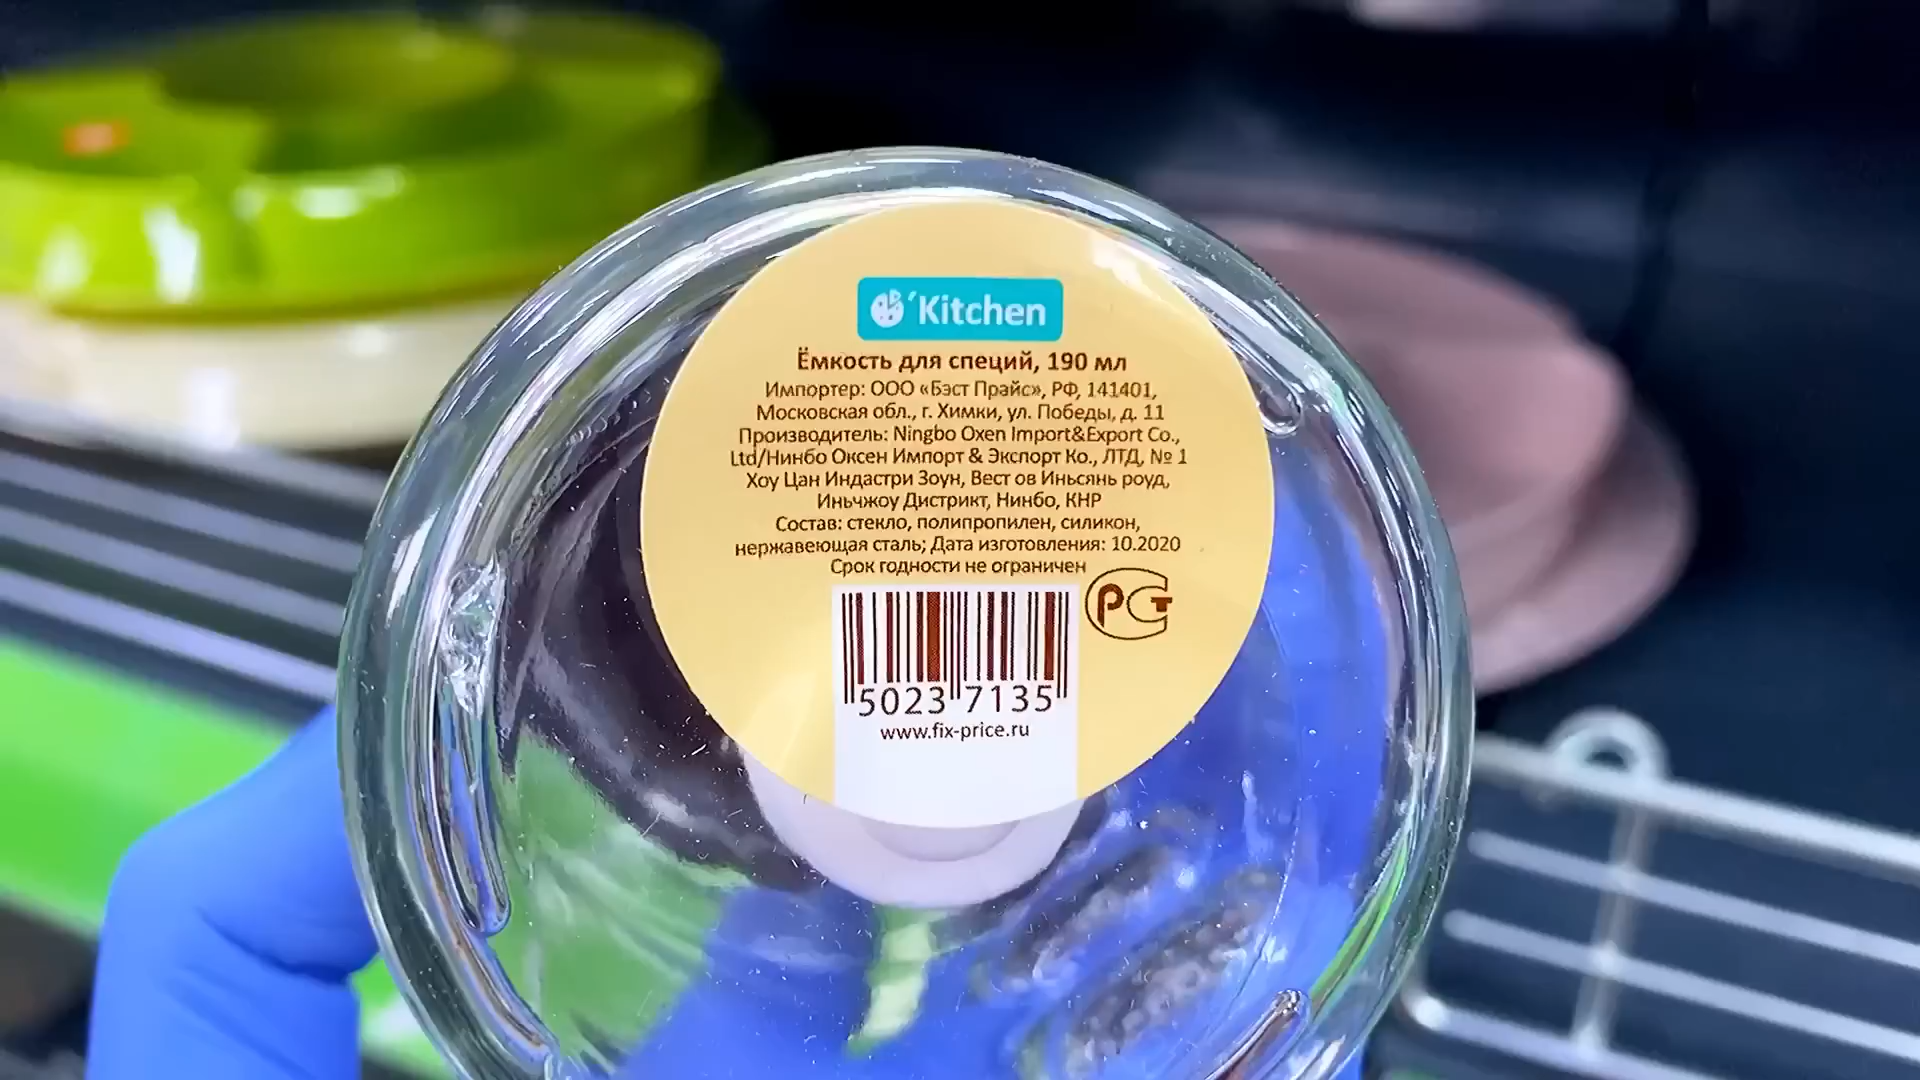 'Kitchen
Ёмкость для специй, 190 мл
Импортер: ООО «Бэст Прайс», РФ, 141401,
Московская обл., г. Химки, ул. Победы, д. 11
Производитель: Ningbo Oxen Import&Export Co.,
Ltd/Нинбо Оксен Импорт & Экспорт Ко., ЛТД, № 1
Хоу Цан Индастри Зоун, Вест ов Иньсянь роуд,
Иньчжоу Дистрикт, Нинбо, КНР
Состав: стекло, полипропилен, силикон,
нержавеющая сталь; Дата изготовления: 10.2020
Срок годности не ограничен
РСТ
5023 7135
www.fix-price.ru